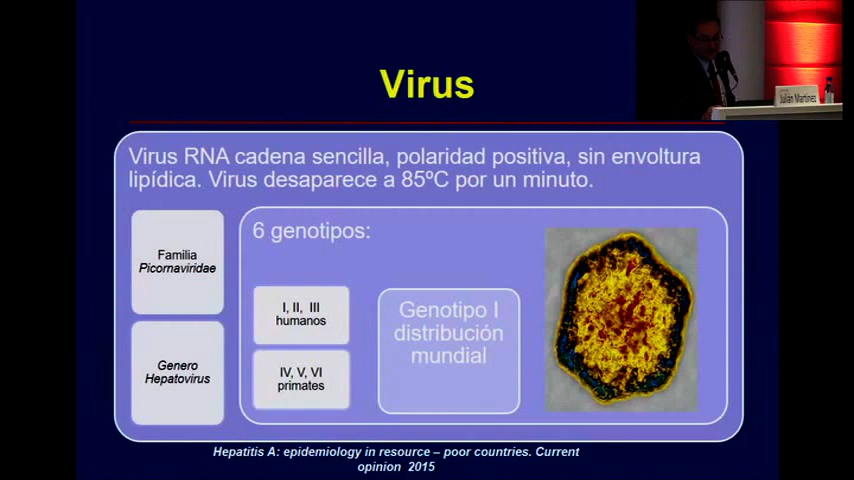 Virus
Julián Martínez
Virus RNA cadena sencilla, polaridad positiva, sin envoltura
lipídica. Virus desaparece a 85ºC por un minuto.
Familia
Picornaviridae
Genero
Hepatovirus
6 genotipos:
I, II, III
humanos
IV, V, VI
primates
Genotipo I
distribución
mundial
Hepatitis A: epidemiology in resource – poor countries. Current
opinion 2015